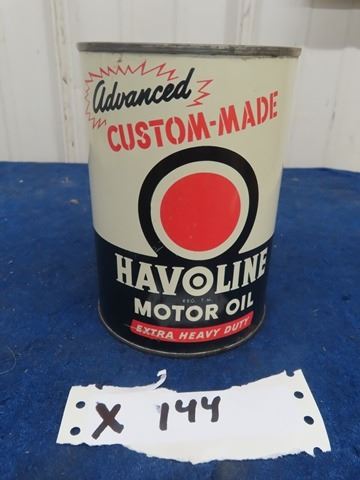 Advanced
CUSTOM-MADE
HAVOLINE
REG. T.M.
MOTOR OIL
EXTRA HEAVY DUTY
X 144